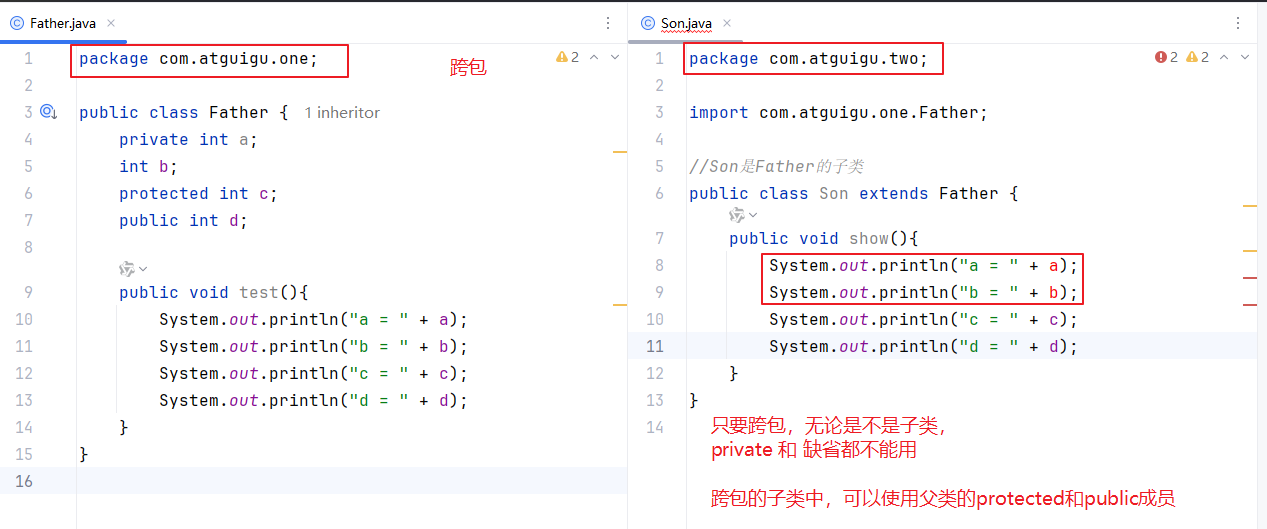 Father.java
1 package com.atguigu.one;
跨包
2
2
3 public class Father { 1 inheritor
4 private int a;
5 int b;
6 protected int c;
7 public int d;
8
9 public void test(){
10 System.out.println("a = " + a);
11 System.out.println("b = " + b);
12 System.out.println("c = " + c);
13 System.out.println("d = " + d);
14 }
15 }
16
Son.java
1 package com.atguigu.two;
2 2
2
3 import com.atguigu.one.Father;
4
5 //Son是Father的子类
6 public class Son extends Father {
7 public void show(){
8 System.out.println("a = " + a);
9 System.out.println("b = " + b);
10 System.out.println("c = " + c);
11 System.out.println("d = " + d);
12 }
13 }
14
只要跨包，无论是不是子类，
private 和 缺省都不能用
跨包的子类中，可以使用父类的protected和public成员